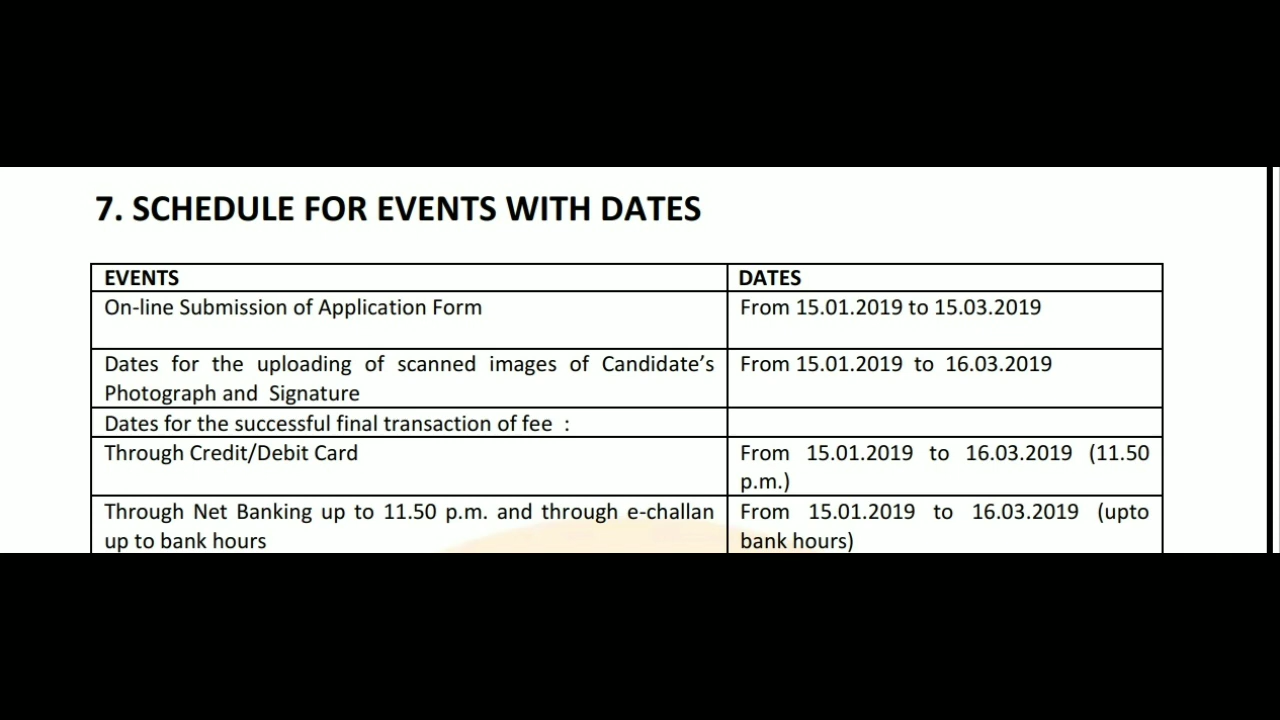 7. SCHEDULE FOR EVENTS WITH DATES
EVENTS DATES
On-line Submission of Application Form From 15.01.2019 to 15.03.2019
Dates for the uploading of scanned images of Candidate's From 15.01.2019 to 16.03.2019
Photograph and Signature
Dates for the successful final transaction of fee :
Through Credit/Debit Card From 15.01.2019 to 16.03.2019 (11.50
p.m.)
Through Net Banking up to 11.50 p.m. and through e-challan From 15.01.2019 to 16.03.2019 (upto
up to bank hours bank hours)